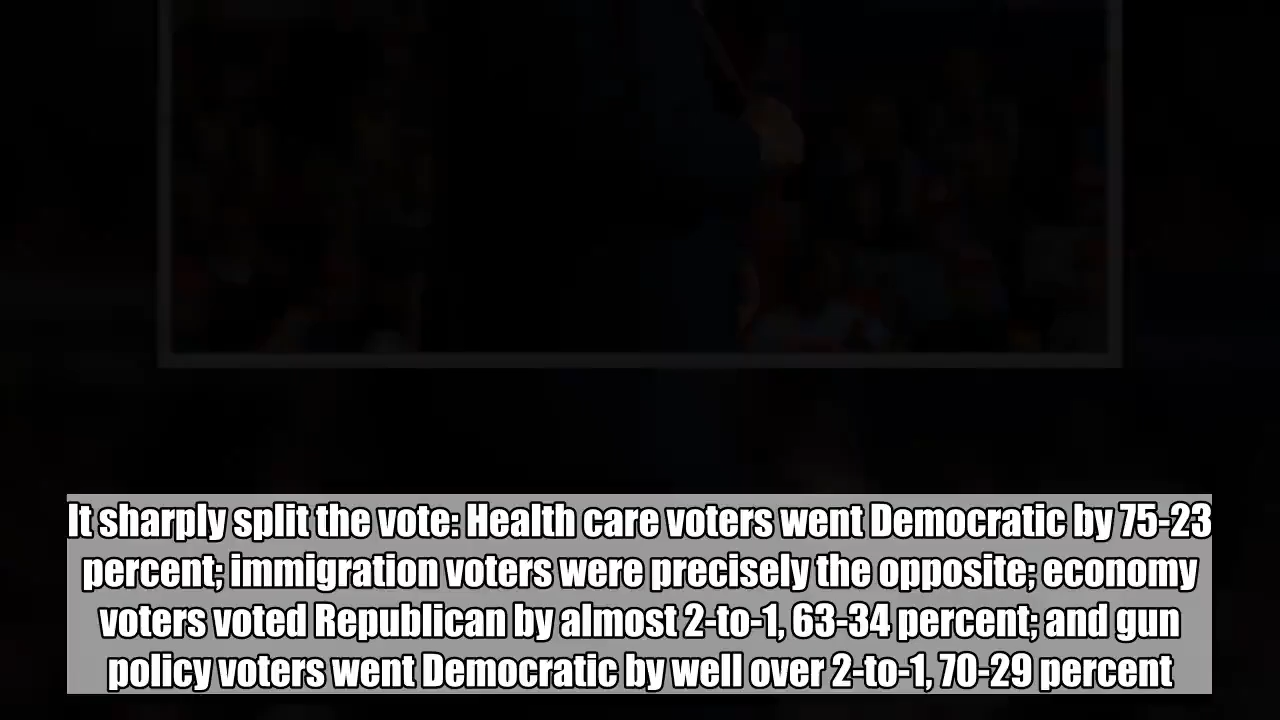 It sharply split the vote: Health care voters went Democratic by 75-23
percent; immigration voters were precisely the opposite; economy
voters voted Republican by almost 2-to-1, 63-34 percent; and gun
policy voters went Democratic by well over 2-to-1, 70-29 percent